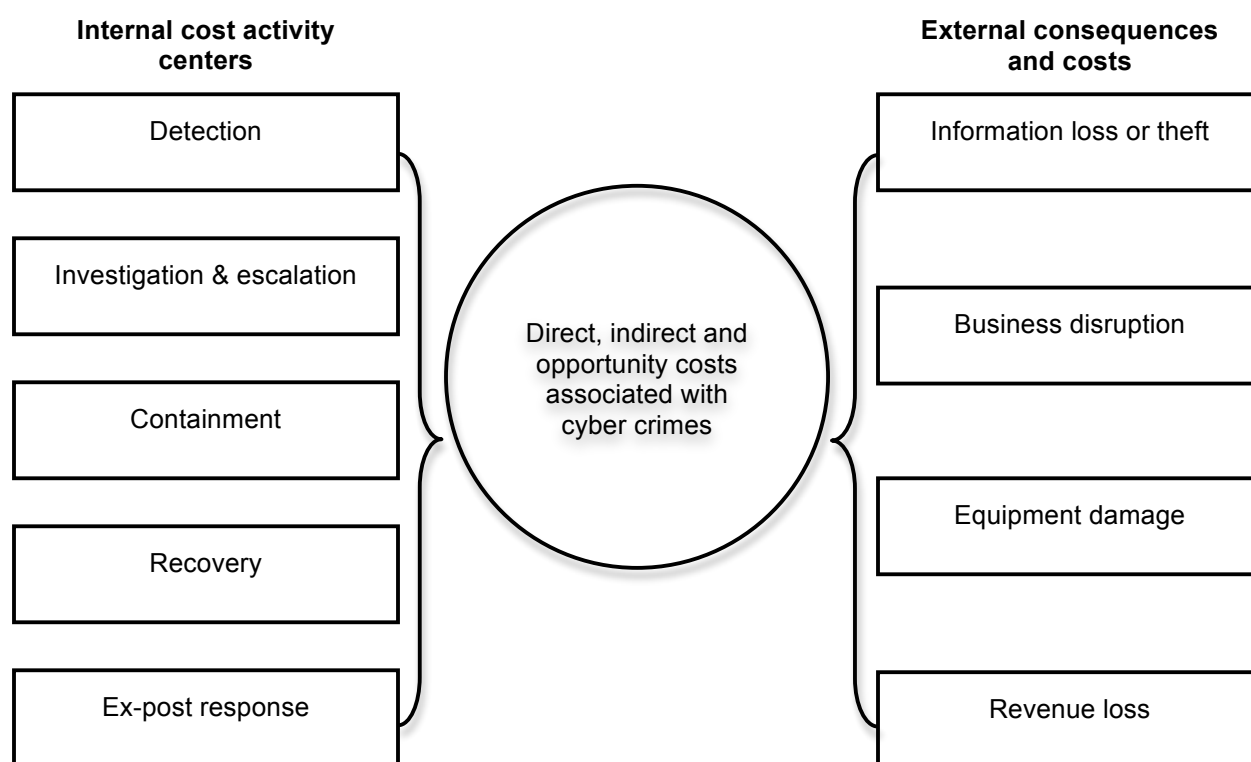 Internal cost activity
centers
Detection
Investigation & escalation
Containment
Recovery
Ex-post response
Direct, indirect and
opportunity costs
associated with
cyber crimes
External consequences
and costs
Information loss or theft
Business disruption
Equipment damage
Revenue loss